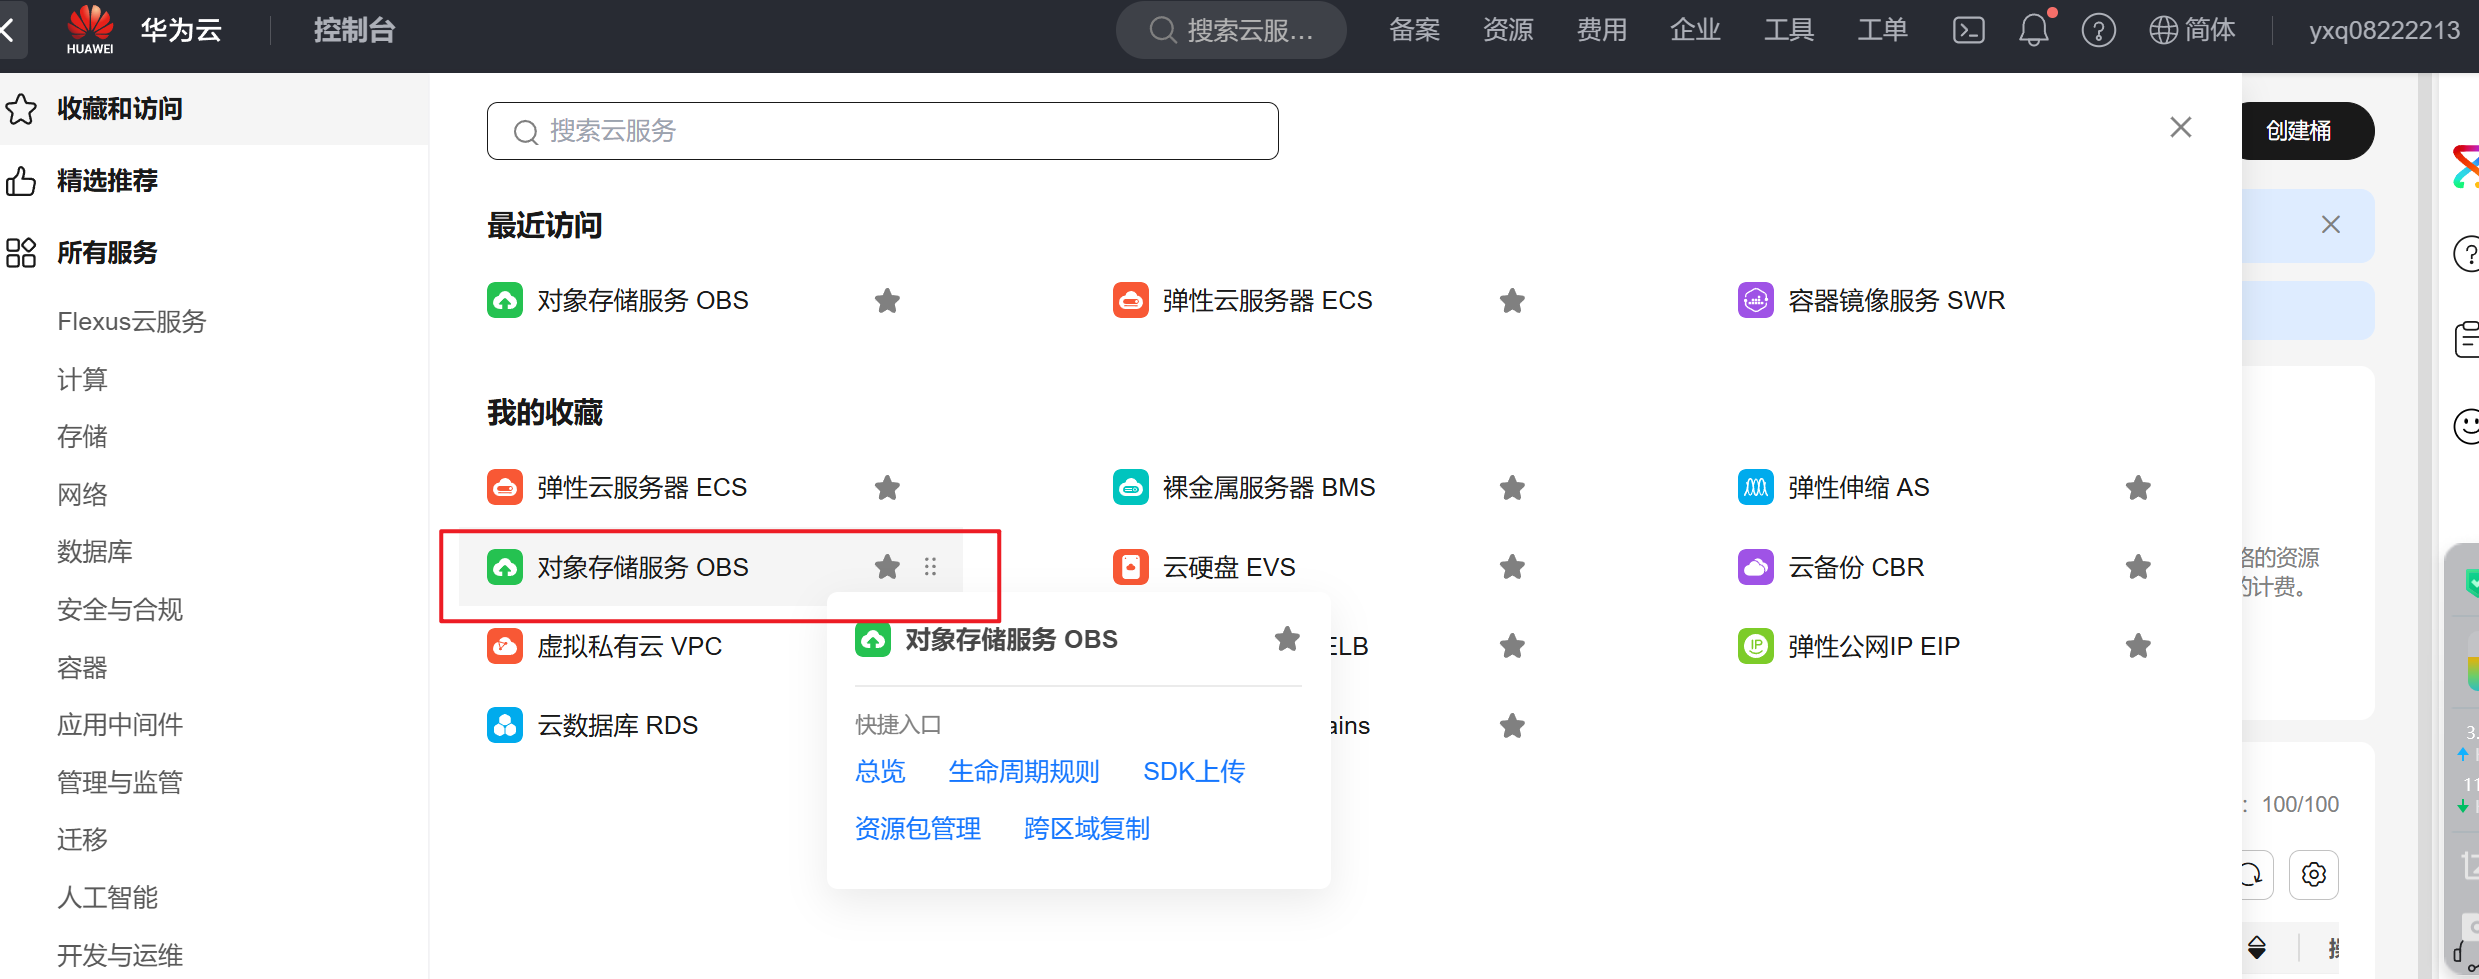 HUAWEI
华为云
控制台
搜索云服...
备案
资源
费用
企业
工具
工单
简体
yxq08222213
收藏和访问
精选推荐
所有服务
Flexus云服务
计算
存储
网络
数据库
安全与合规
容器
应用中间件
管理与监管
迁移
人工智能
开发与运维
搜索云服务
创建桶
最近访问
对象存储服务 OBS
弹性云服务器 ECS
容器镜像服务 SWR
我的收藏
弹性云服务器 ECS
裸金属服务器 BMS
弹性伸缩 AS
对象存储服务 OBS
云硬盘 EVS
云备份 CBR
虚拟私有云 VPC
ELB
弹性公网IP EIP
云数据库 RDS
ains
对象存储服务 OBS
快捷入口
总览
生命周期规则
SDK上传
资源包管理
跨区域复制
的资源
的计费。
: 100/100